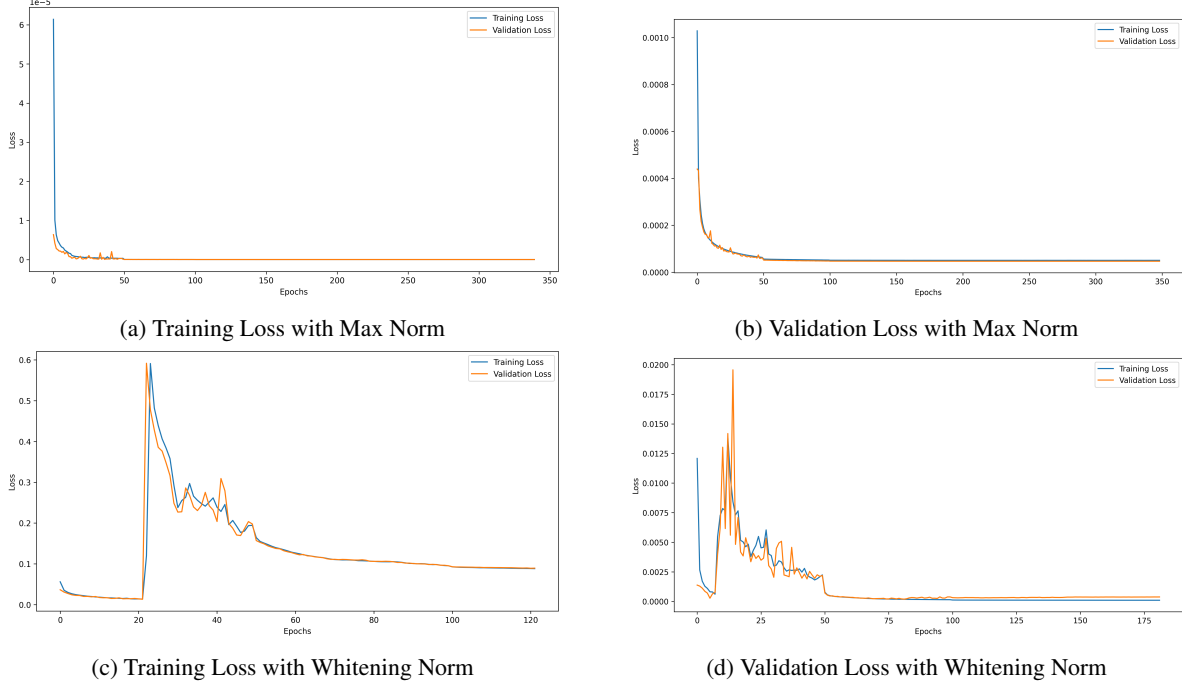 1e−5
Training Loss
Validation Loss
6
5
4
3
2
1
0
Loss
0 50 100 150 200 250 300 350
Epochs
(a) Training Loss with Max Norm
Training Loss
Validation Loss
0.0010
0.0008
0.0006
0.0004
0.0002
0.0000
Loss
0 50 100 150 200 250 300 350
Epochs
(b) Validation Loss with Max Norm
Training Loss
Validation Loss
0.6
0.5
0.4
0.3
0.2
0.1
0.0
Loss
0 20 40 60 80 100 120
Epochs
(c) Training Loss with Whitening Norm
Training Loss
Validation Loss
0.0200
0.0175
0.0150
0.0125
0.0100
0.0075
0.0050
0.0025
0.0000
Loss
0 25 50 75 100 125 150 175
Epochs
(d) Validation Loss with Whitening Norm